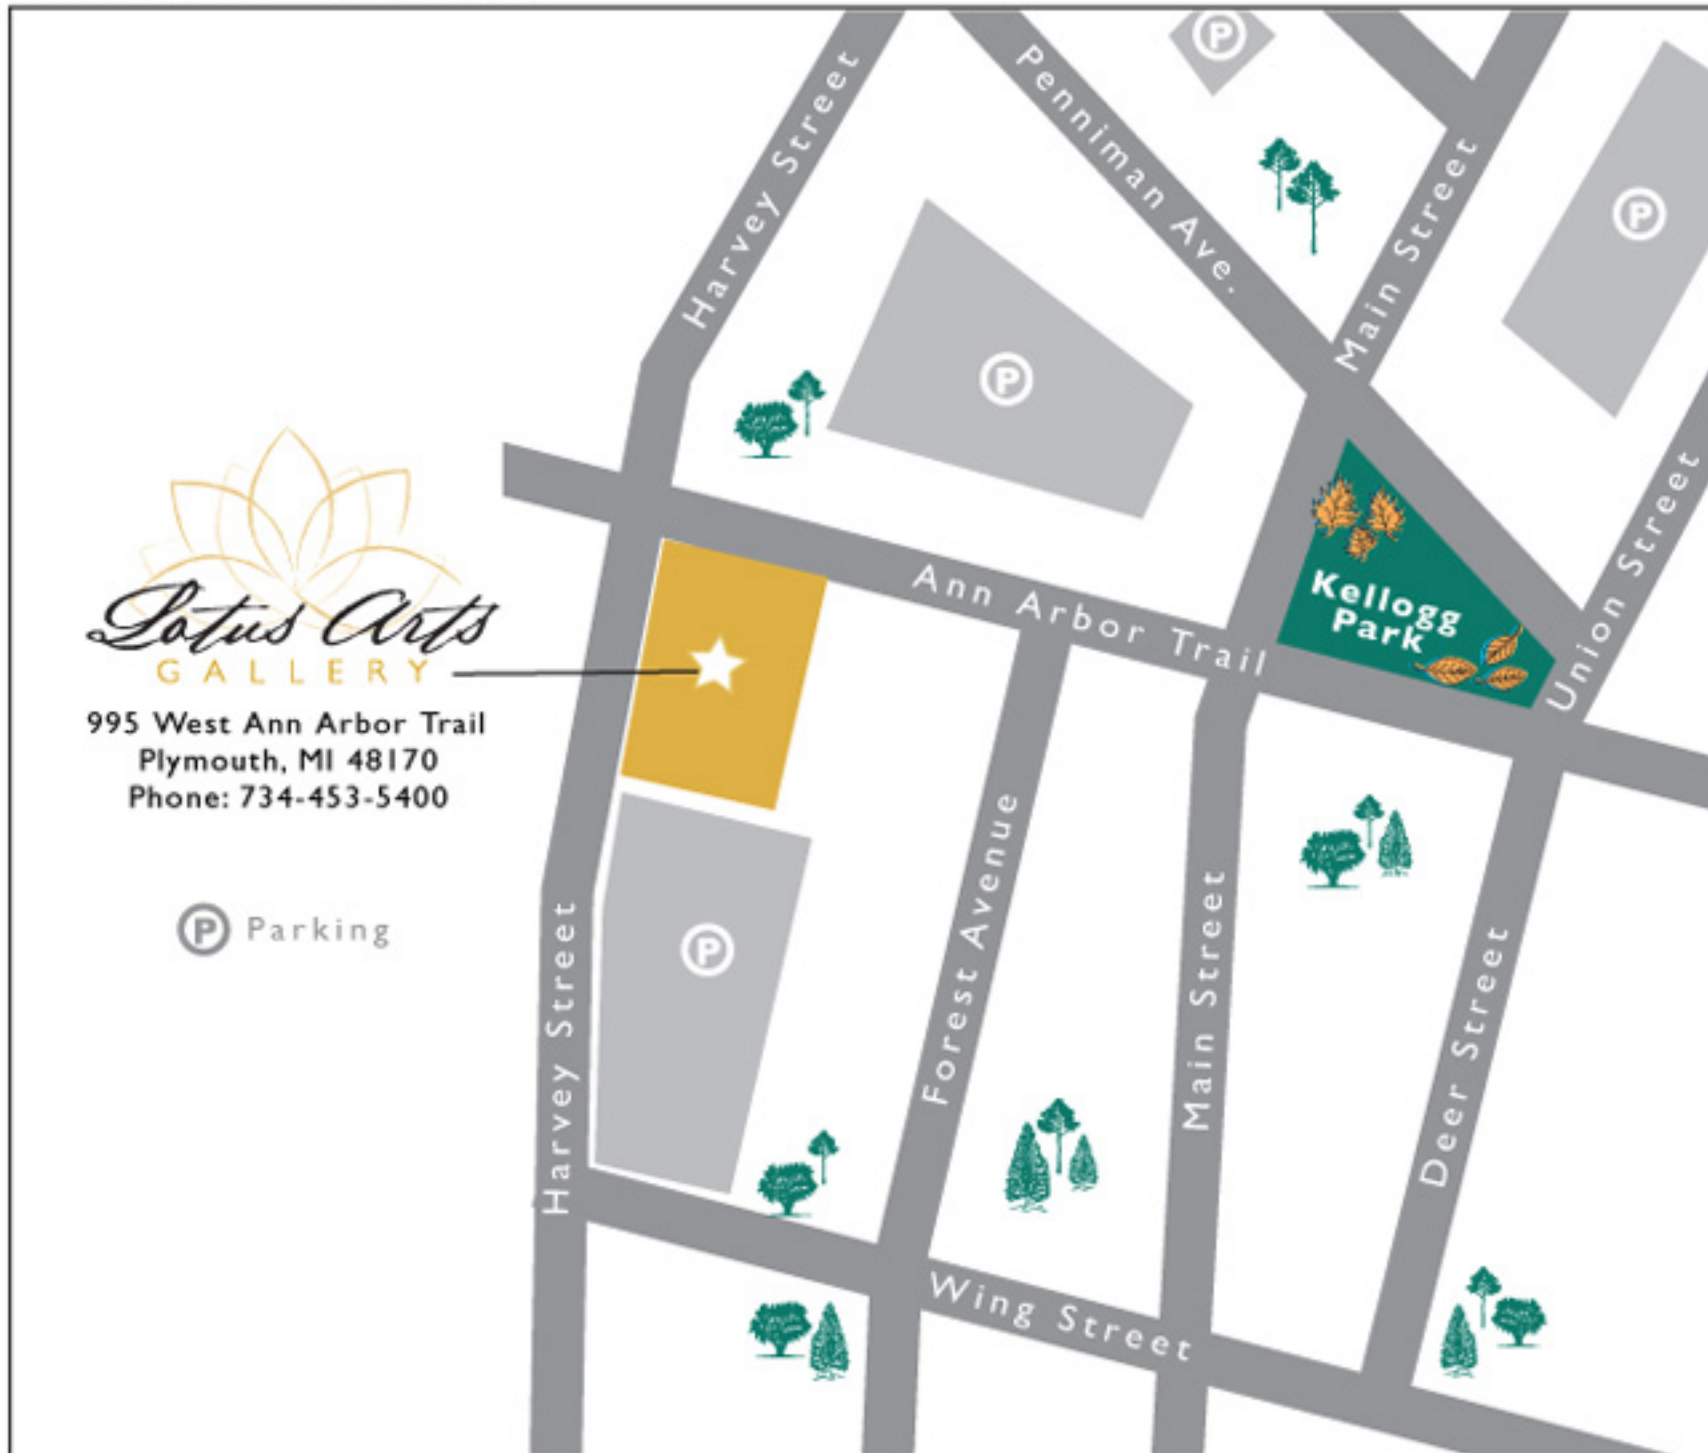 P
Penniman Ave.
Harvey Street
Main Street
P
P
Lotus Arts
GALLERY
995 West Ann Arbor Trail
Plymouth, MI 48170
Phone: 734-453-5400
P Parking
Ann Arbor Trail
Kellogg
Park
Union Street
P
Harvey Street
Forest Avenue
Main Street
Deer Street
Wing Street